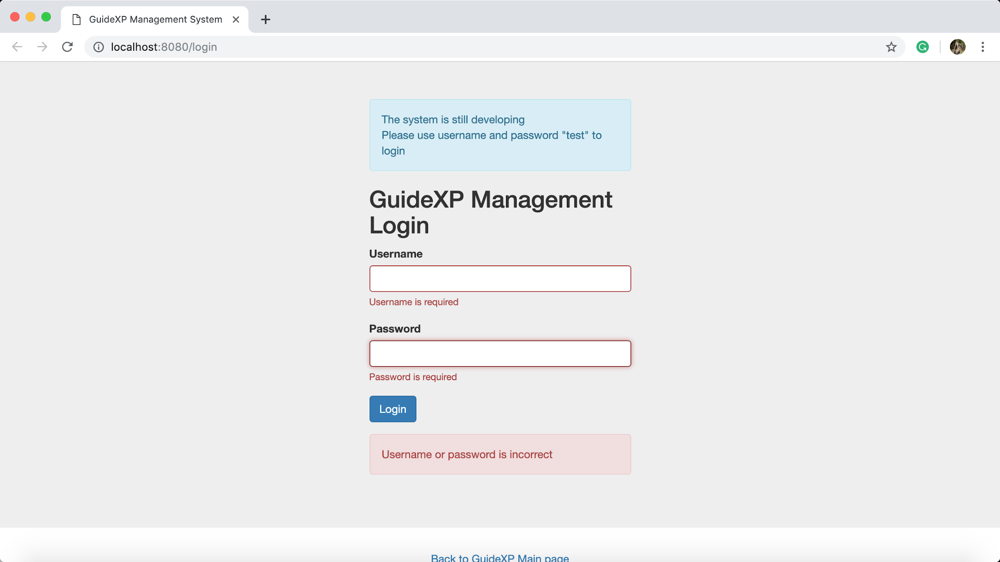 GuideXP Management System
localhost:8080/login
The system is still developing
Please use username and password "test" to
login
GuideXP Management
Login
Username
Username is required
Password
Password is required
Login
Username or password is incorrect
Back to GuideXP Main page